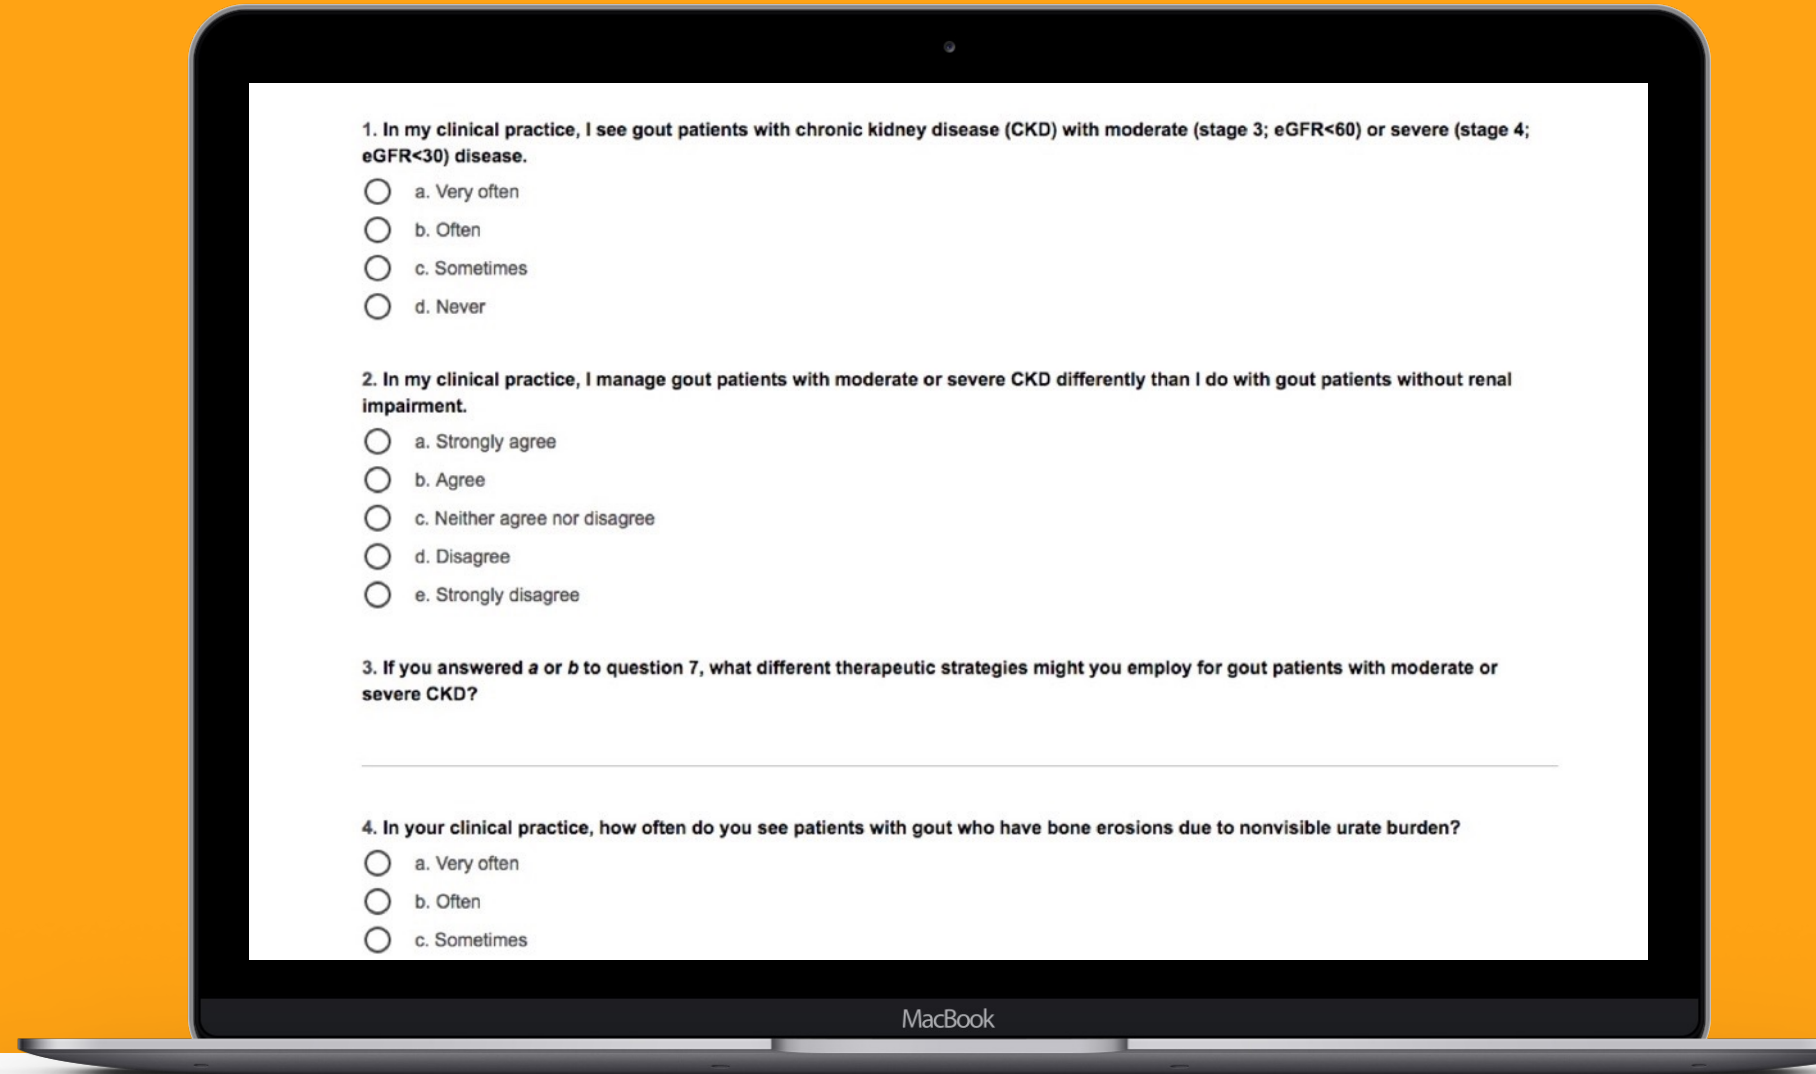 1. In my clinical practice, I see gout patients with chronic kidney disease (CKD) with moderate (stage 3; eGFR<60) or severe (stage 4;
eGFR<30) disease.
a. Very often
b. Often
c. Sometimes
d. Never
2. In my clinical practice, I manage gout patients with moderate or severe CKD differently than I do with gout patients without renal
impairment.
a. Strongly agree
b. Agree
c. Neither agree nor disagree
d. Disagree
e. Strongly disagree
3. If you answered a or b to question 7, what different therapeutic strategies might you employ for gout patients with moderate or
severe CKD?
4. In your clinical practice, how often do you see patients with gout who have bone erosions due to nonvisible urate burden?
a. Very often
b. Often
c. Sometimes
MacBook